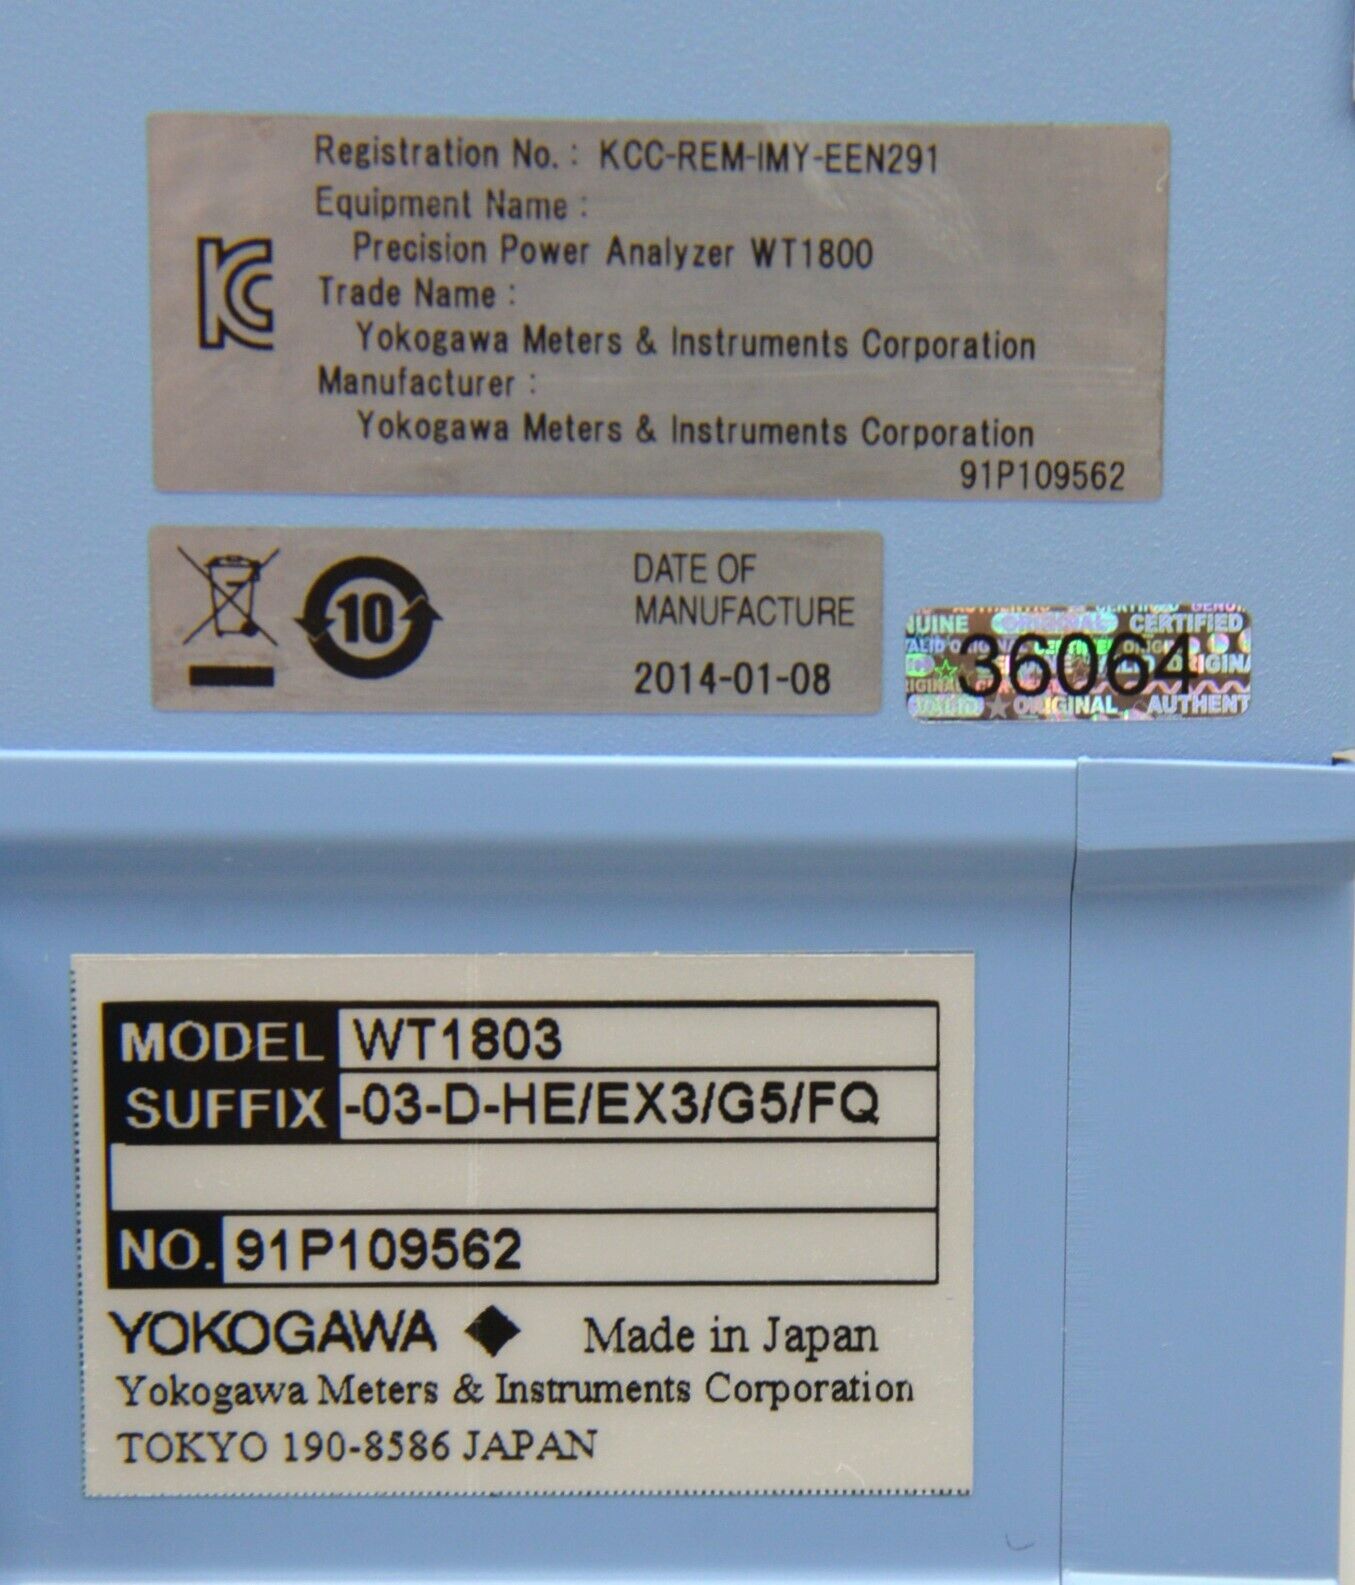 Registration No. : KCC-REM-IMY-EEN291
Equipment Name :
Precision Power Analyzer WT1800
Trade Name :
Yokogawa Meters & Instruments Corporation
Manufacturer :
Yokogawa Meters & Instruments Corporation
91P109562
10
DATE OF
MANUFACTURE
2014-01-08
CERTIFIED
36064
ORIGINAL
MODEL WT1803
SUFFIX -03-D-HE/EX3/G5/FQ
NO. 91P109562
YOKOGAWA ◆ Made in Japan
Yokogawa Meters & Instruments Corporation
TOKYO 190-8586 JAPAN